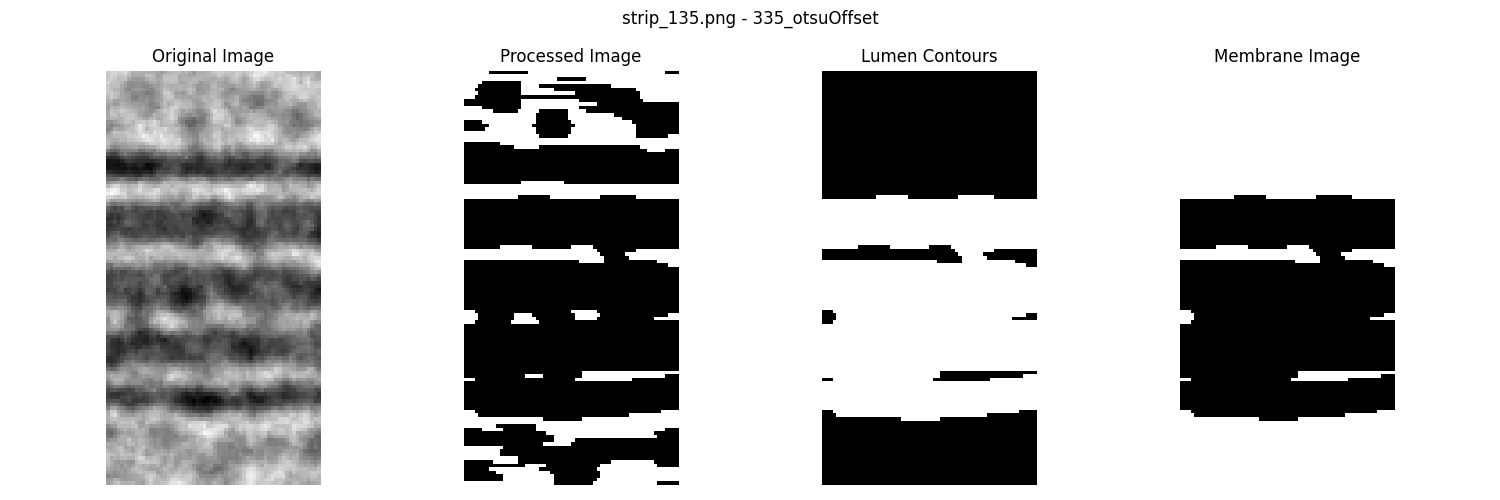 strip_135.png - 335_otsuOffset
Original Image
Processed Image
Lumen Contours
Membrane Image